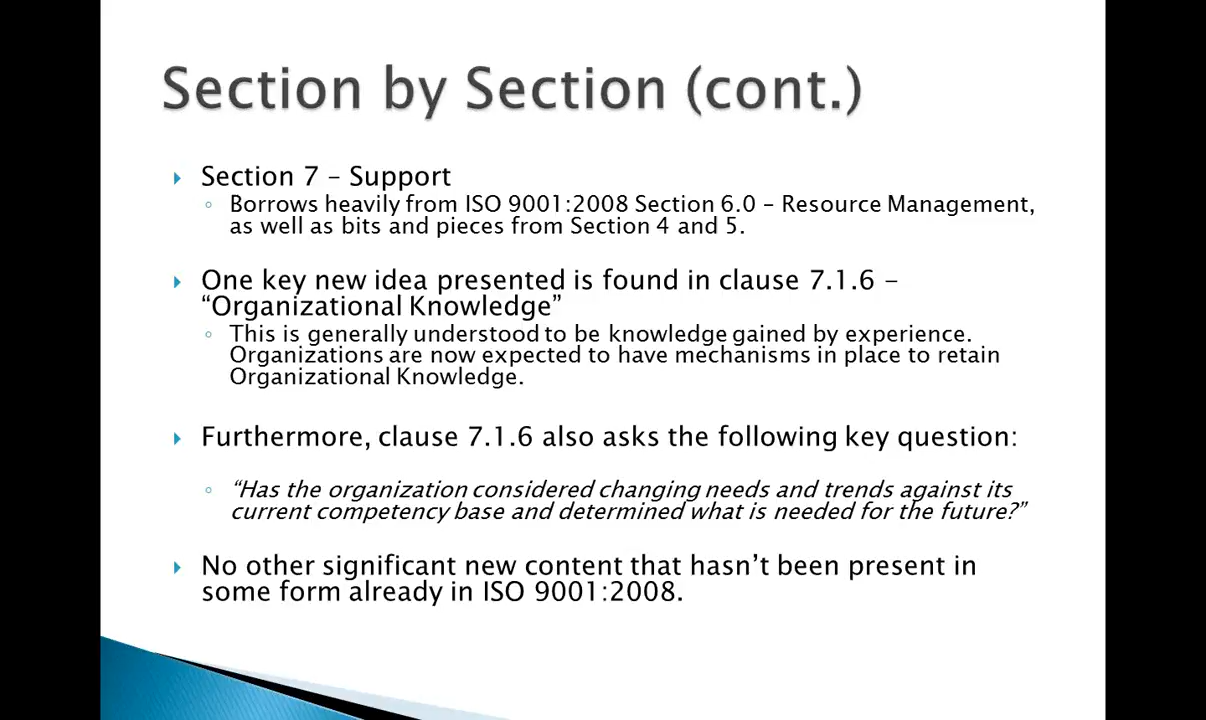 Section by Section (cont.)
Section 7 – Support
Borrows heavily from ISO 9001:2008 Section 6.0 – Resource Management,
as well as bits and pieces from Section 4 and 5.
One key new idea presented is found in clause 7.1.6 –
“Organizational Knowledge”
This is generally understood to be knowledge gained by experience.
Organizations are now expected to have mechanisms in place to retain
Organizational Knowledge.
Furthermore, clause 7.1.6 also asks the following key question:
“Has the organization considered changing needs and trends against its
current competency base and determined what is needed for the future?”
No other significant new content that hasn’t been present in
some form already in ISO 9001:2008.